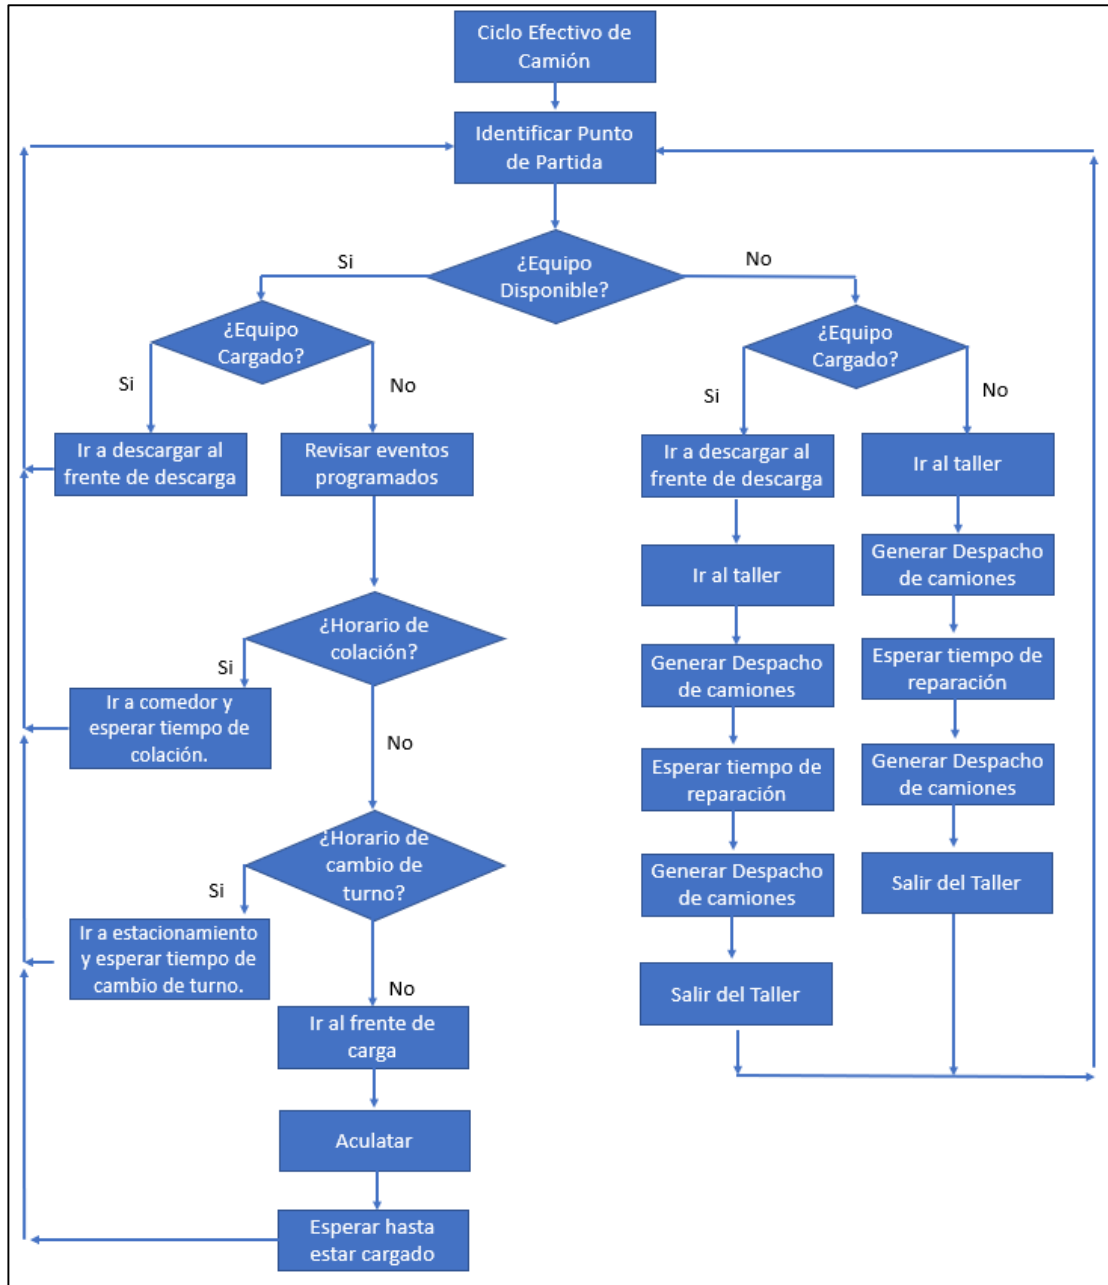 Ciclo Efectivo de
Camión
Identificar Punto
de Partida
¿Equipo
Disponible?
Si
No
¿Equipo
Cargado?
Si
No
Ir a descargar al
frente de descarga
Revisar eventos
programados
¿Horario de
colación?
Si
No
Ir a comedor y
esperar tiempo de
colación.
¿Horario de
cambio de
turno?
Si
No
Ir a estacionamiento
y esperar tiempo de
cambio de turno.
Ir al frente de
carga
Aculatar
Esperar hasta
estar cargado
¿Equipo
Cargado?
Si
No
Ir a descargar al
frente de descarga
Ir al taller
Generar Despacho
de camiones
Esperar tiempo de
reparación
Generar Despacho
de camiones
Salir del Taller
Ir al taller
Generar Despacho
de camiones
Esperar tiempo de
reparación
Generar Despacho
de camiones
Salir del Taller